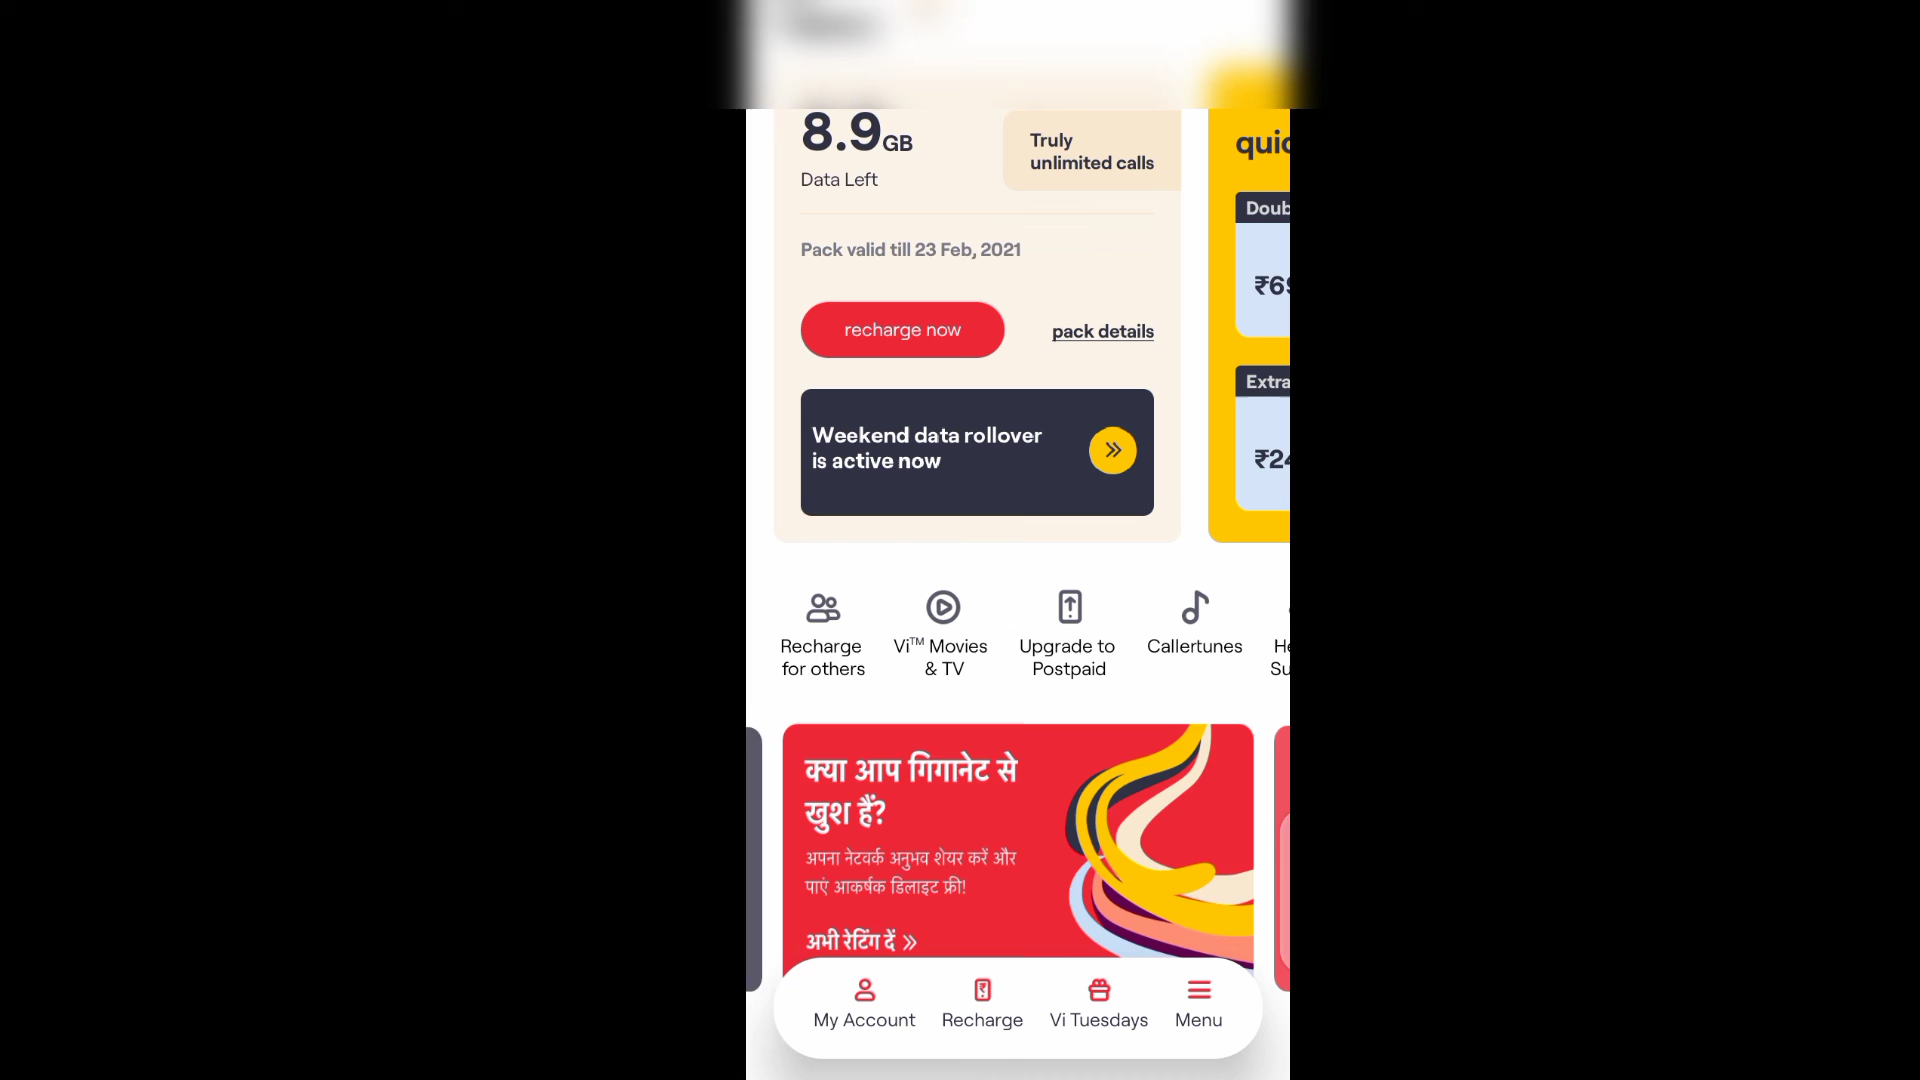 8.9GB
Data Left
Truly
unlimited calls
Pack valid till 23 Feb, 2021
recharge now
pack details
Weekend data rollover
is active now
Recharge
for others
Vi™ Movies
& TV
Upgrade to
Postpaid
Callertunes
क्या आप गिगानेट से
खुश हैं?
अपना नेटवर्क अनुभव शेयर करें और
पाएं आकर्षक डिलाइट फ्री!
अभी रेटिंग दें »
My Account
Recharge
Vi Tuesdays
Menu